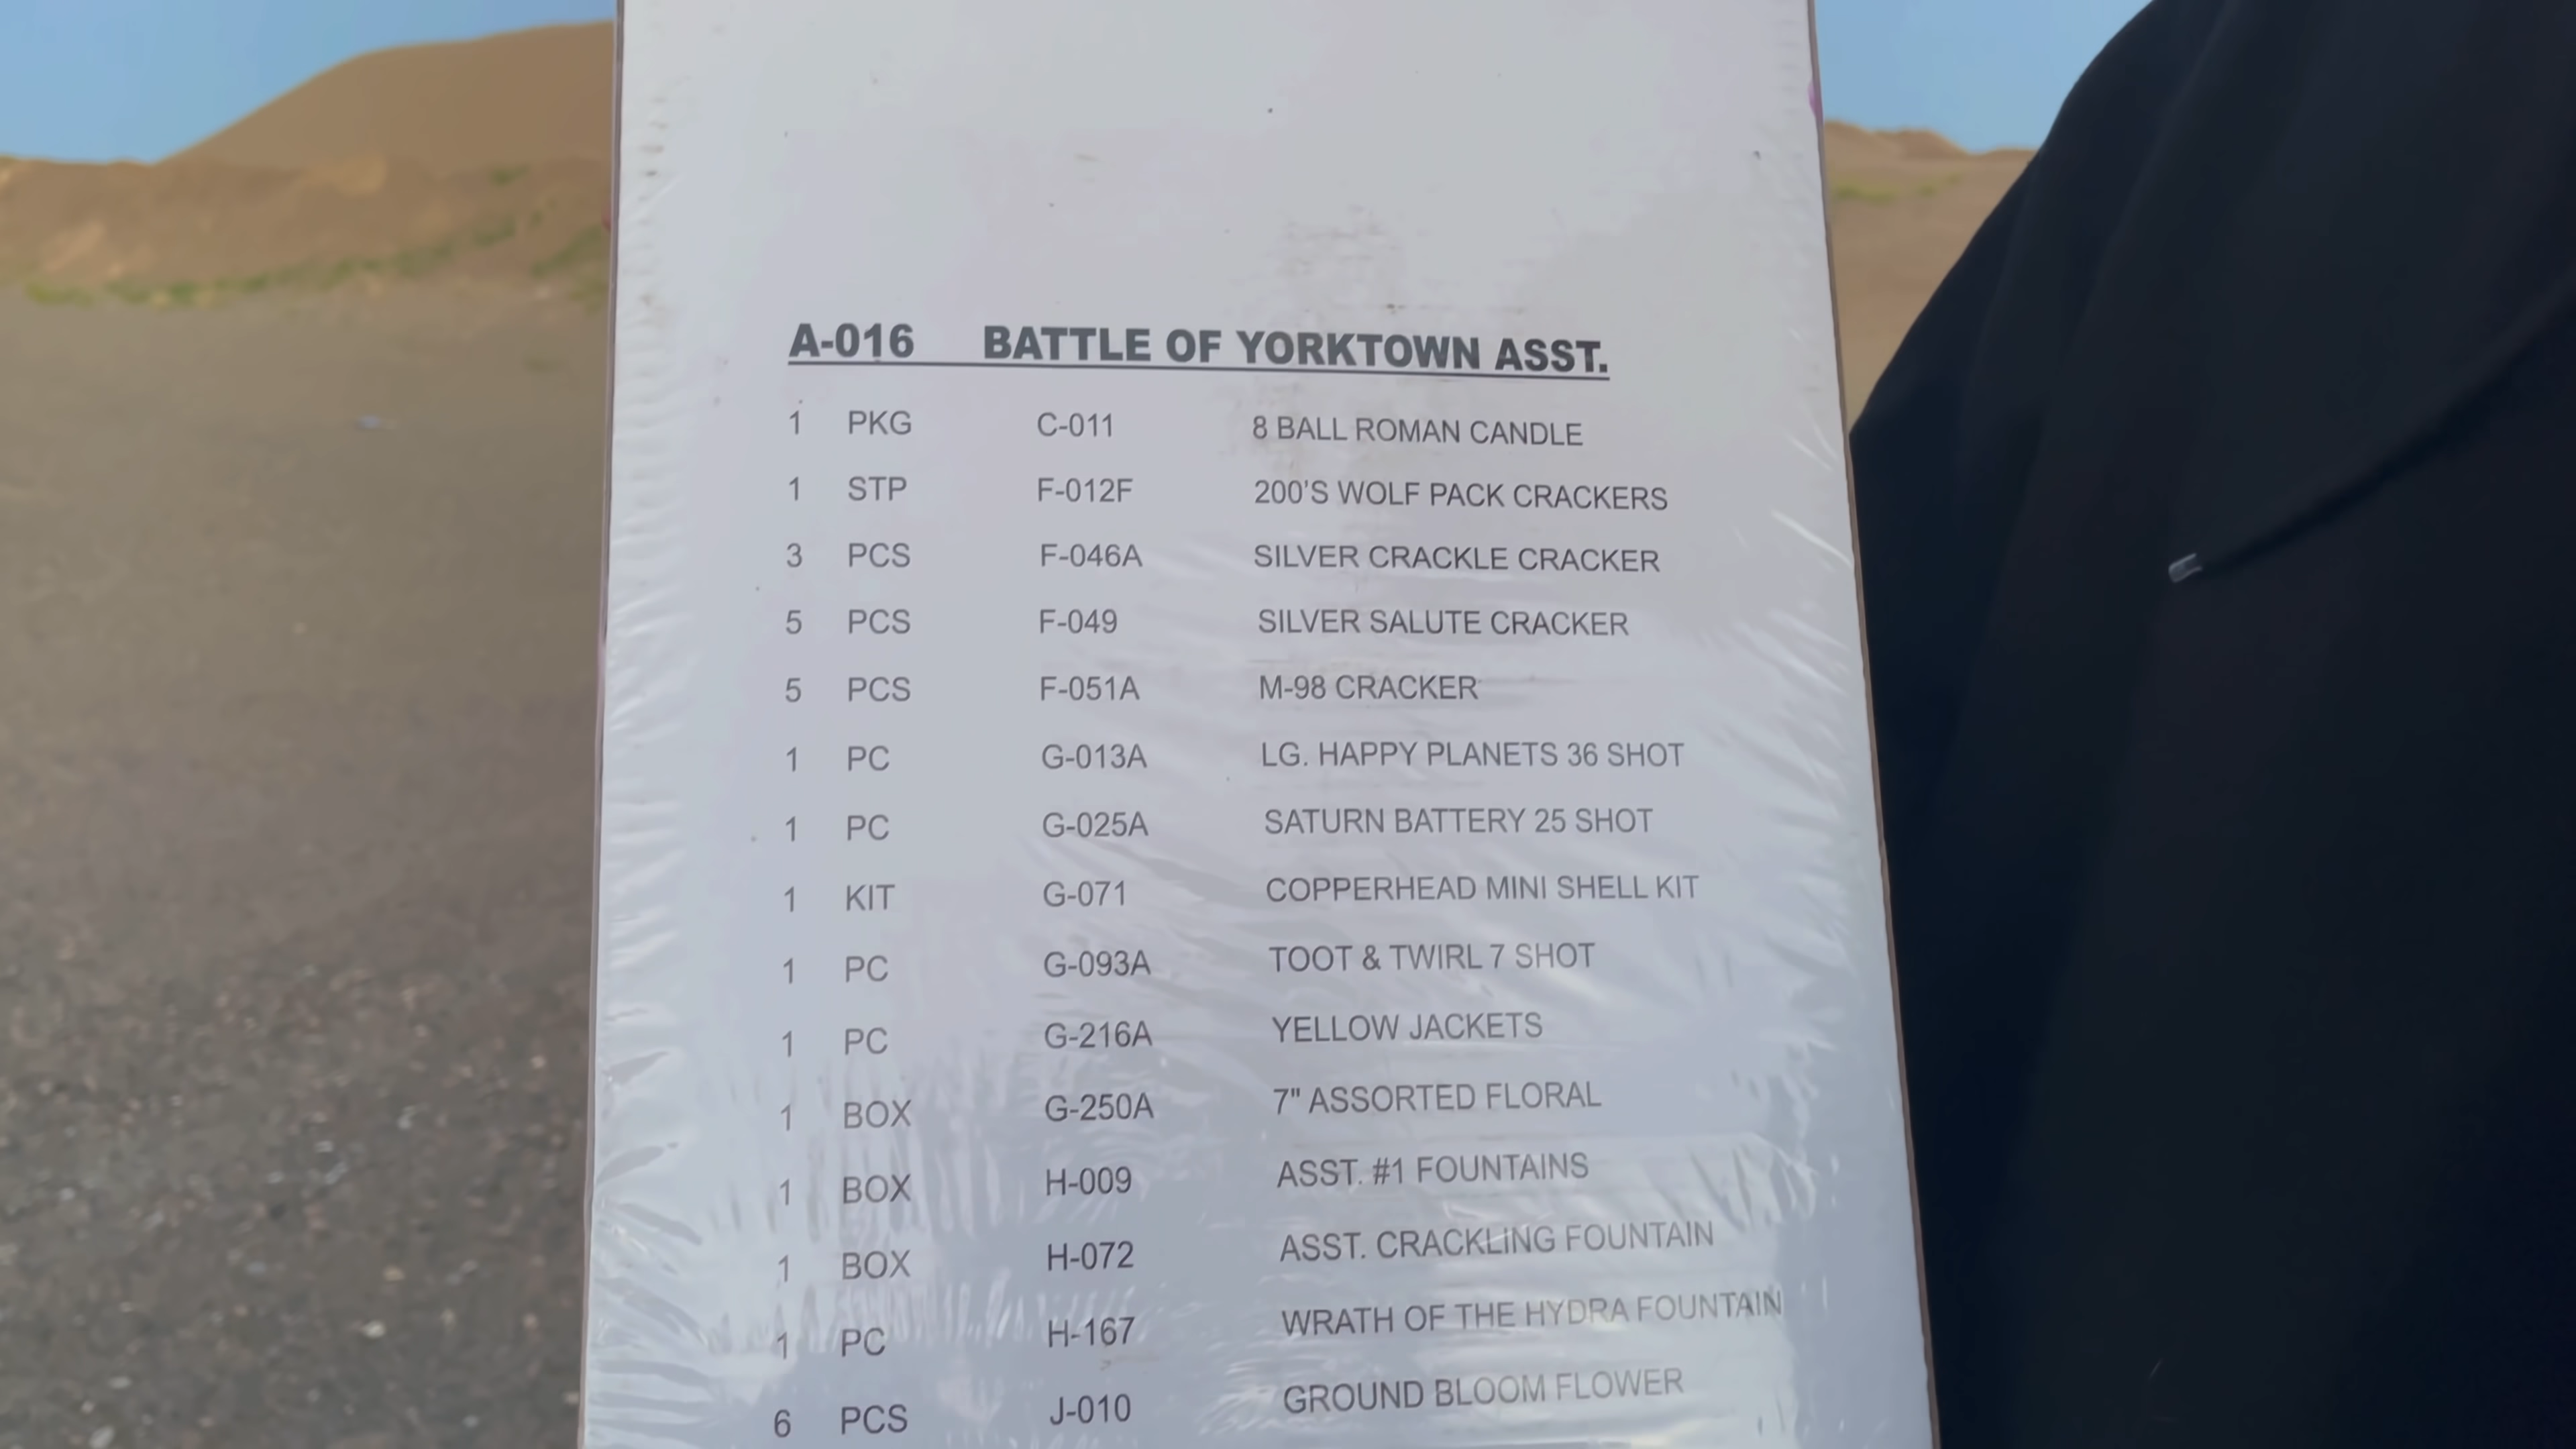 A-016 BATTLE OF YORKTOWN ASST.
1 PKG C-011 8 BALL ROMAN CANDLE
1 STP F-012F 200'S WOLF PACK CRACKERS
3 PCS F-046A SILVER CRACKLE CRACKER
5 PCS F-049 SILVER SALUTE CRACKER
5 PCS F-051A M-98 CRACKER
1 PC G-013A LG. HAPPY PLANETS 36 SHOT
1 PC G-025A SATURN BATTERY 25 SHOT
1 KIT G-071 COPPERHEAD MINI SHELL KIT
1 PC G-093A TOOT & TWIRL 7 SHOT
1 PC G-216A YELLOW JACKETS
1 BOX G-250A 7" ASSORTED FLORAL
1 BOX H-009 ASST. #1 FOUNTAINS
1 BOX H-072 ASST. CRACKLING FOUNTAIN
1 PC H-167 WRATH OF THE HYDRA FOUNTAIN
6 PCS J-010 GROUND BLOOM FLOWER